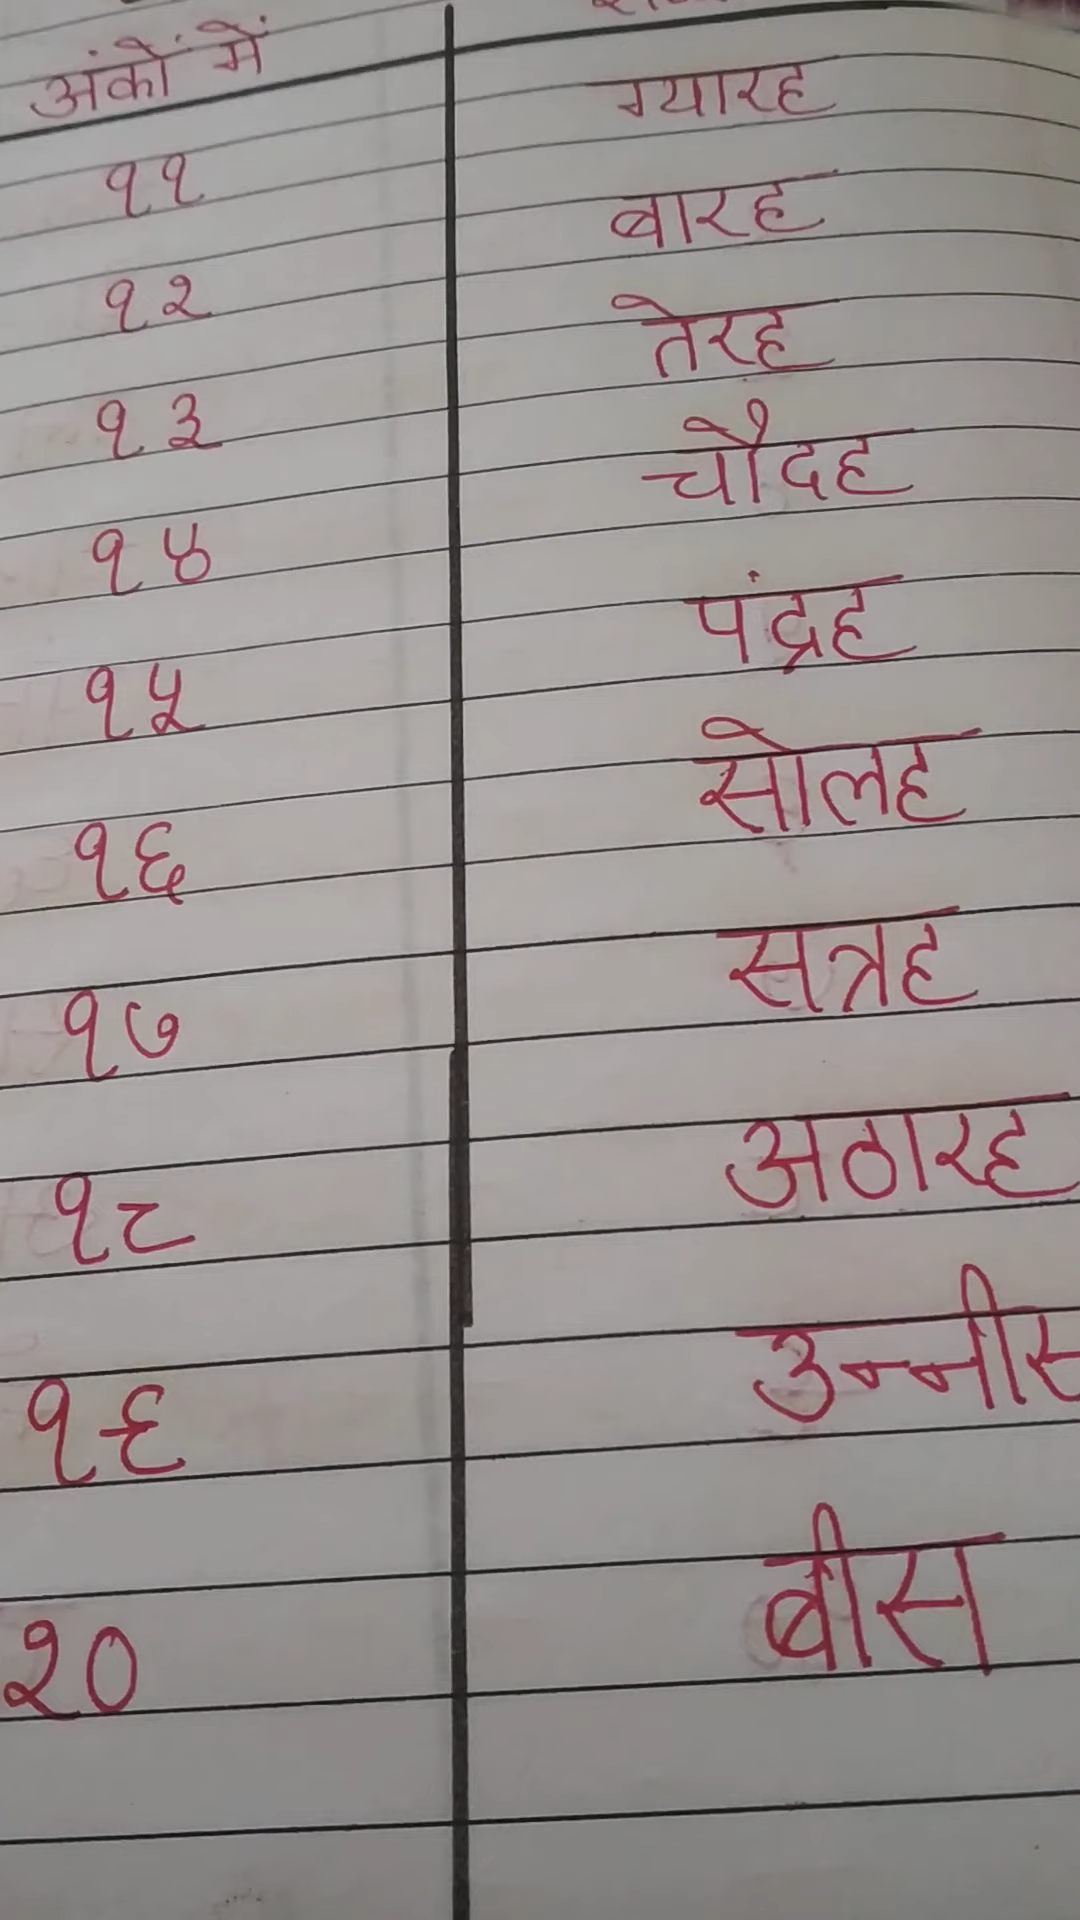 अंकों में
ग्यारह
११
बारह
१२
तेरह
१३
चौदह
१४
पंद्रह
१५
सोलह
१६
सत्रह
१७
अठारह
१८
उन्नीस
१९
बीस
२०